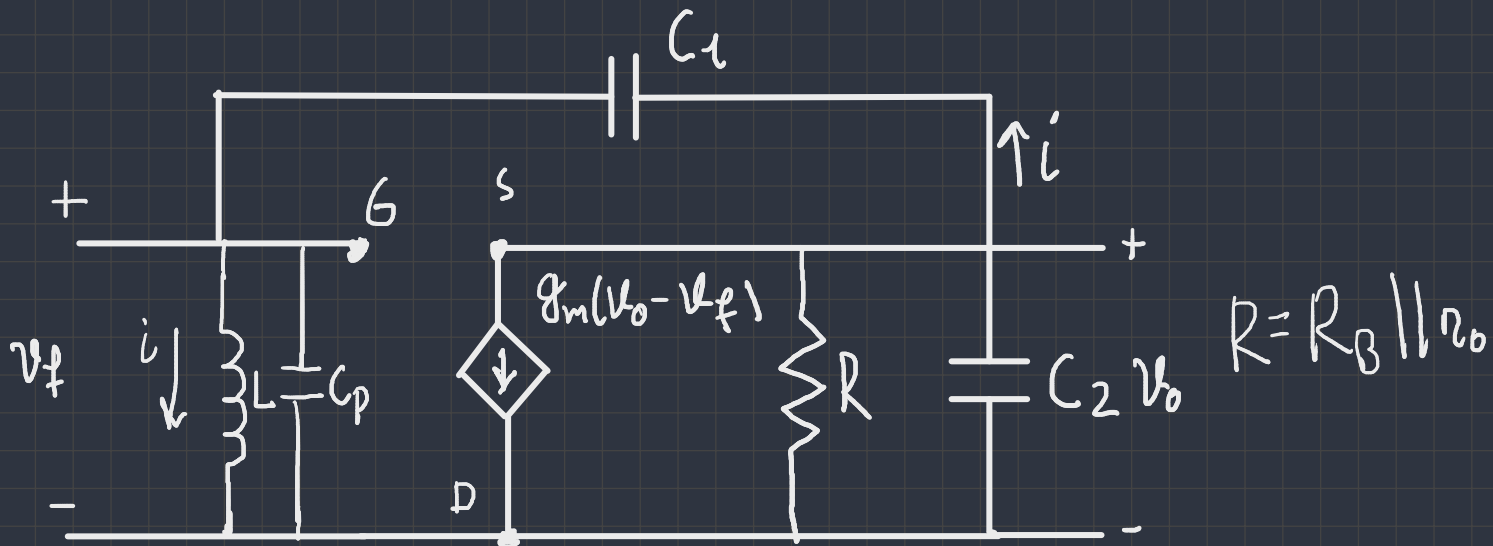 C1
i
+
G
S
+
gm(vo - vf)
vf
i
L
Cp
R
C2
vo
R = RB || ro
-
D
-